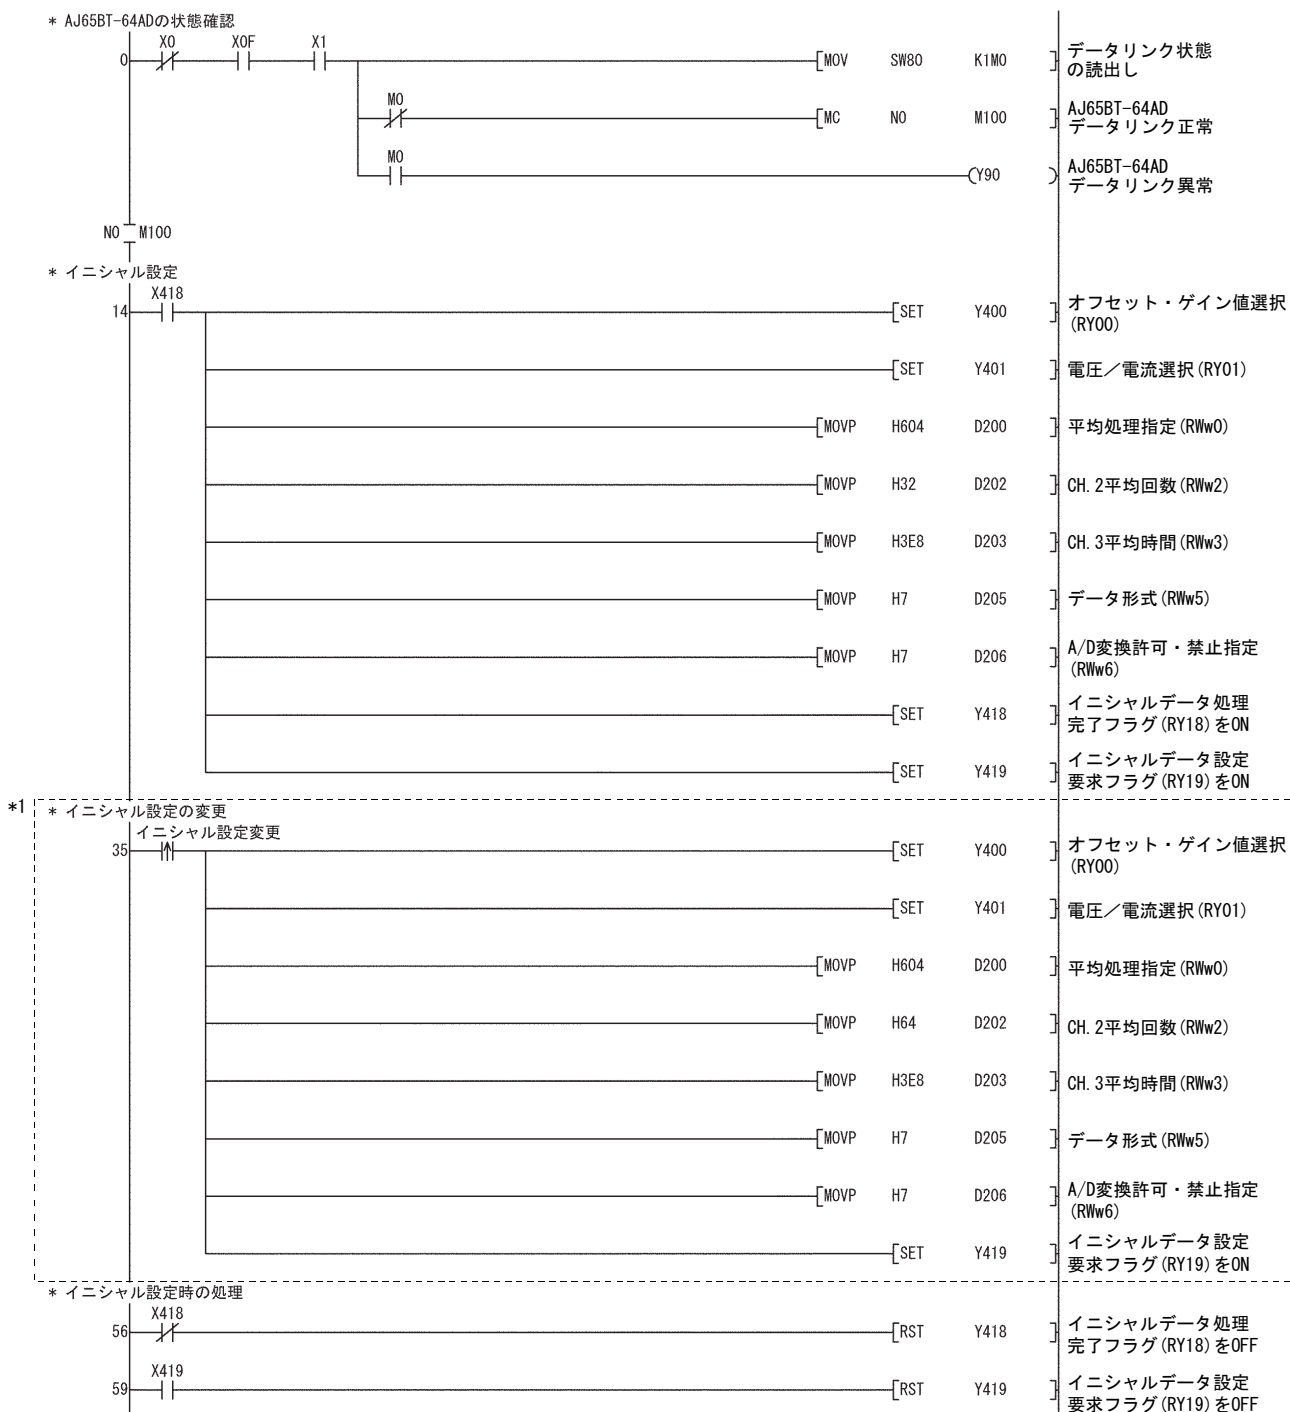 * AJ65BT-64ADの状態確認
X0 X0F X1
0 MOV SW80 K1M0 データリンク状態
の読出し
M0
MC N0 M100 AJ65BT-64AD
データリンク正常
M0
Y90 AJ65BT-64AD
データリンク異常
N0 M100
* イニシャル設定
X418
14 SET Y400 オフセット・ゲイン値選択
(RY00)
SET Y401 電圧/電流選択(RY01)
MOVP H604 D200 平均処理指定(RWw0)
MOVP H32 D202 CH.2平均回数(RWw2)
MOVP H3E8 D203 CH.3平均時間(RWw3)
MOVP H7 D205 データ形式(RWw5)
MOVP H7 D206 A/D変換許可・禁止指定
(RWw6)
SET Y418 イニシャルデータ処理
完了フラグ(RY18)をON
SET Y419 イニシャルデータ設定
要求フラグ(RY19)をON
*1
* イニシャル設定の変更
イニシャル設定変更
35 SET Y400 オフセット・ゲイン値選択
(RY00)
SET Y401 電圧/電流選択(RY01)
MOVP H604 D200 平均処理指定(RWw0)
MOVP H64 D202 CH.2平均回数(RWw2)
MOVP H3E8 D203 CH.3平均時間(RWw3)
MOVP H7 D205 データ形式(RWw5)
MOVP H7 D206 A/D変換許可・禁止指定
(RWw6)
SET Y419 イニシャルデータ設定
要求フラグ(RY19)をON
* イニシャル設定時の処理
X418
56 RST Y418 イニシャルデータ処理
完了フラグ(RY18)をOFF
X419
59 RST Y419 イニシャルデータ設定
要求フラグ(RY19)をOFF